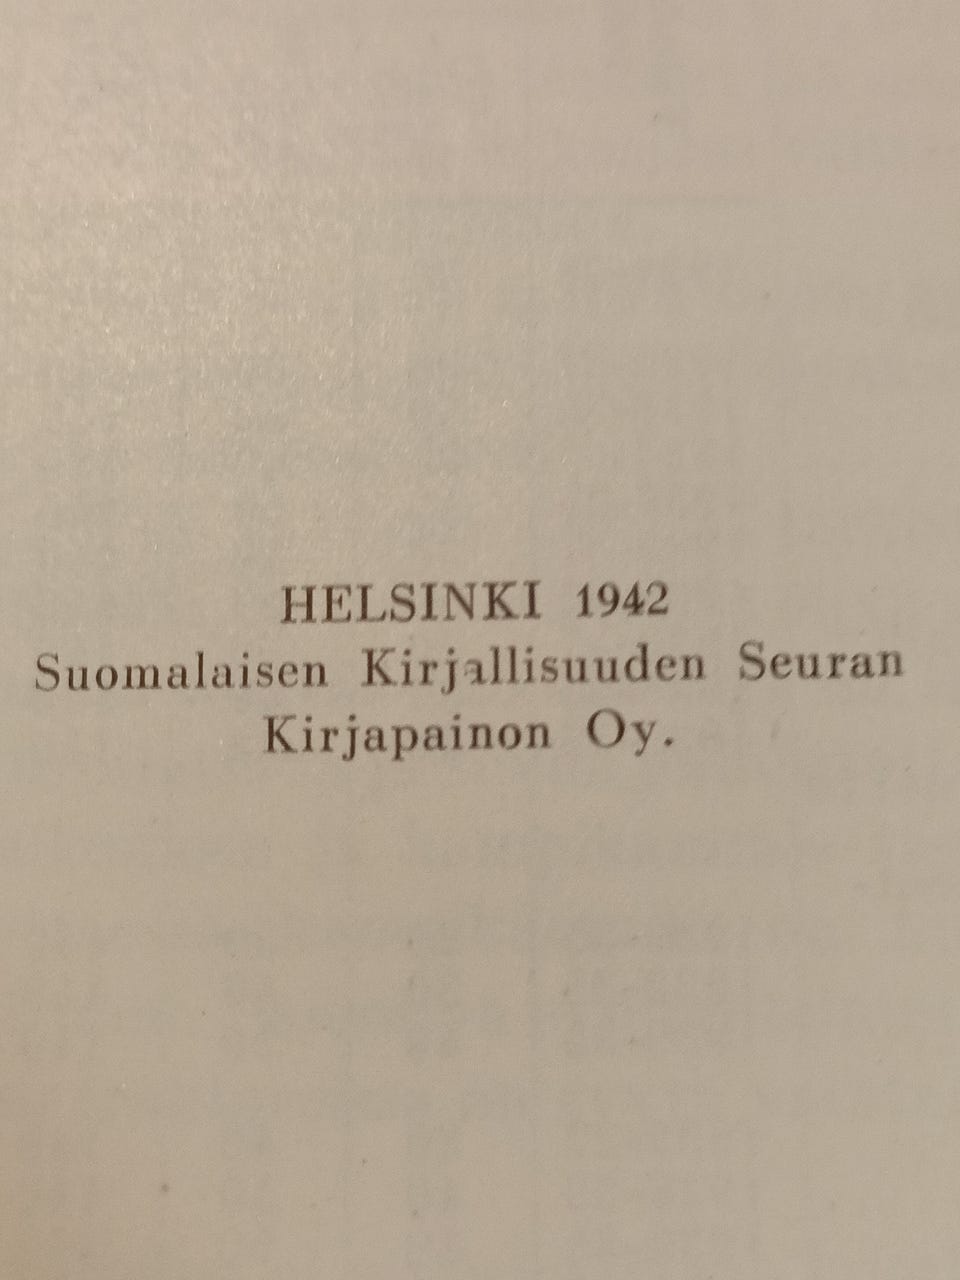 HELSINKI 1942
Suomalaisen Kirjallisuuden Seuran
Kirjapainon Oy.